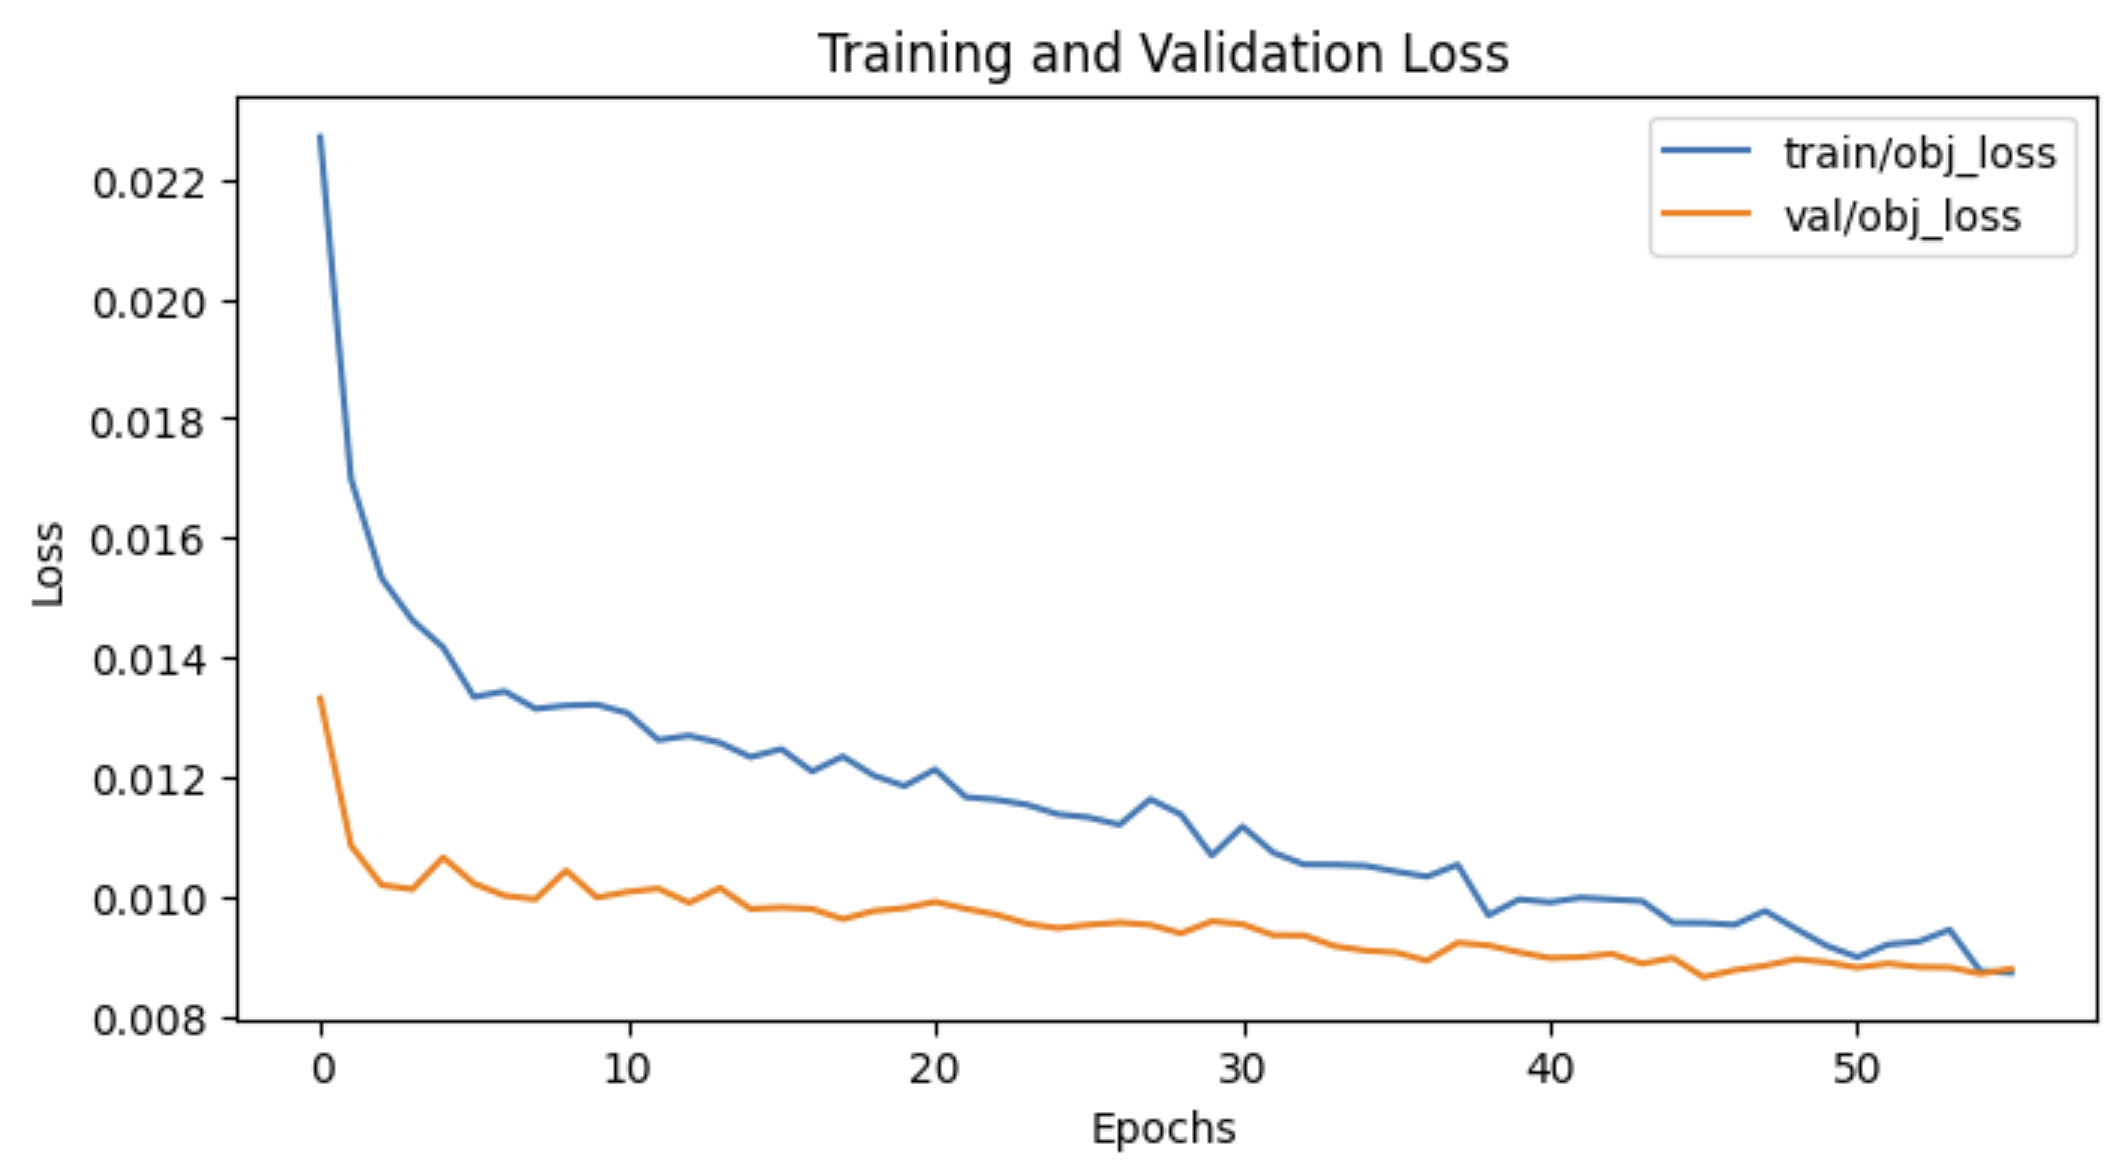 Training and Validation Loss
train/obj_loss
val/obj_loss
0.022
0.020
0.018
0.016
0.014
0.012
0.010
0.008
Loss
0 10 20 30 40 50
Epochs